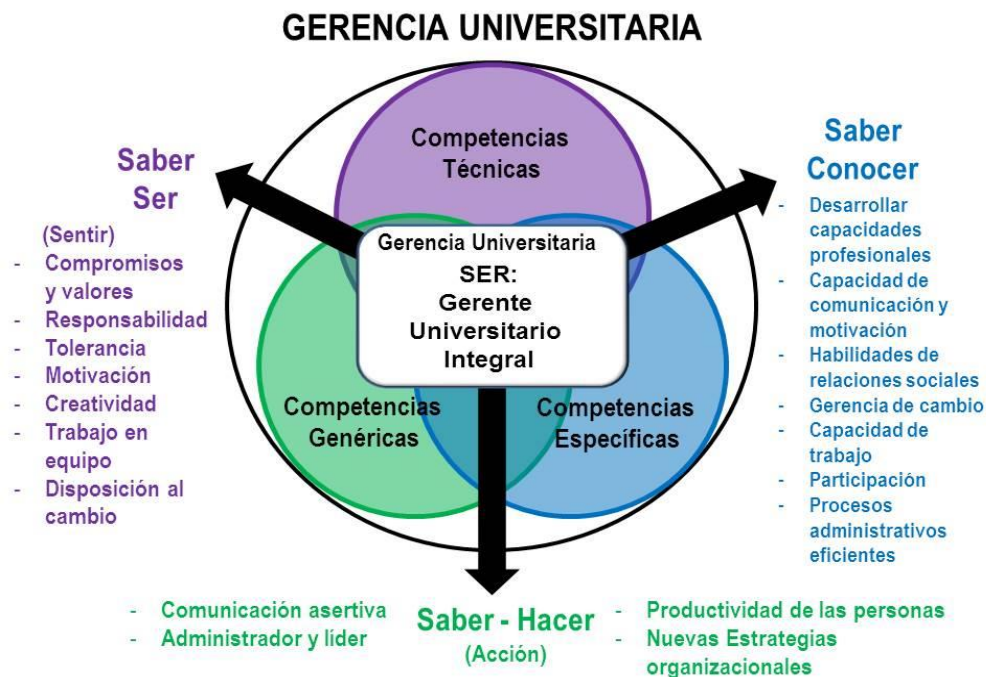 GERENCIA UNIVERSITARIA
Competencias
Técnicas
Saber
Ser
(Sentir)
- Compromisos
y valores
- Responsabilidad
- Tolerancia
- Motivación
- Creatividad
- Trabajo en
equipo
- Disposición al
cambio
Gerencia Universitaria
SER:
Gerente
Universitario
Integral
Competencias
Genéricas
Competencias
Específicas
Saber
Conocer
- Desarrollar
capacidades
profesionales
- Capacidad de
comunicación y
motivación
- Habilidades de
relaciones sociales
- Gerencia de cambio
- Capacidad de
trabajo
- Participación
- Procesos
administrativos
eficientes
- Comunicación asertiva
- Administrador y líder
Saber - Hacer
(Acción)
- Productividad de las personas
- Nuevas Estrategias
organizacionales